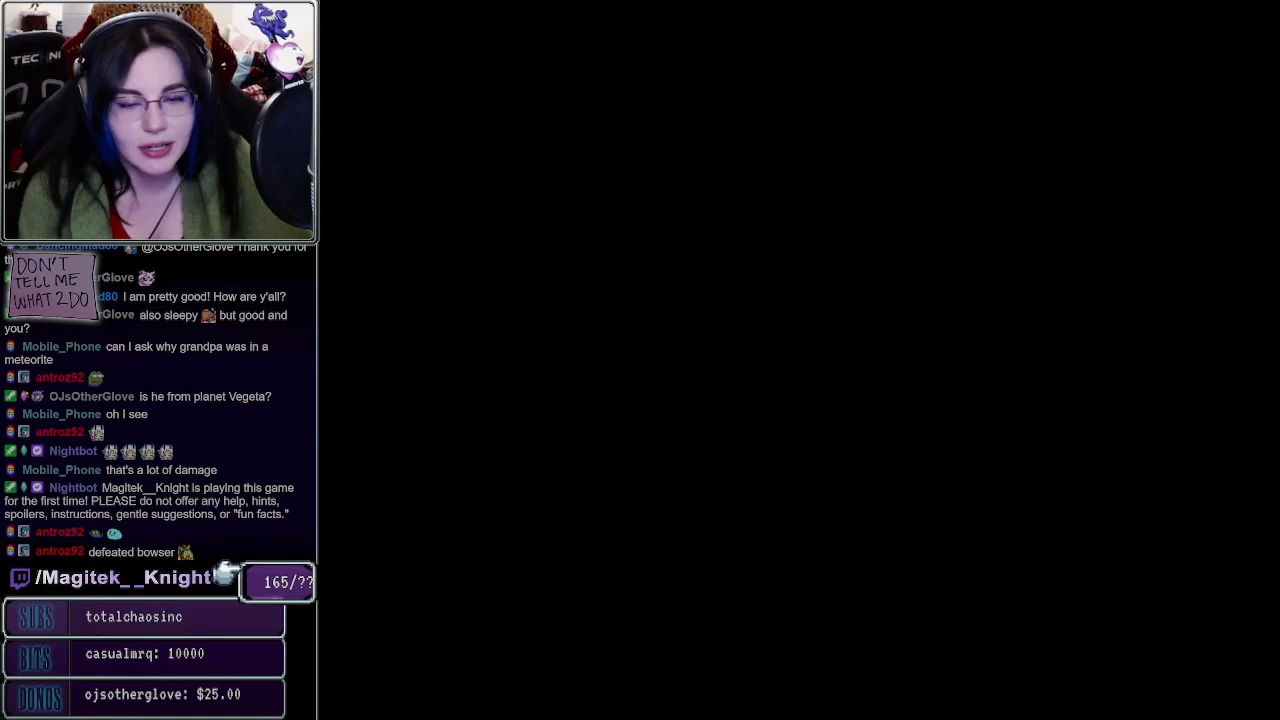 TECHNI
@OJsOtherGlove Thank you for
DON'T
TELL ME
WHAT 2 DO
rGlove
d80 I am pretty good! How are y'all?
rGlove also sleepy but good and
you?
Mobile_Phone can I ask why grandpa was in a
meteorite
antroz92
OJsOtherGlove is he from planet Vegeta?
Mobile_Phone oh I see
antroz92
Nightbot
Mobile_Phone that's a lot of damage
Nightbot Magitek__Knight is playing this game
for the first time! PLEASE do not offer any help, hints,
spoilers, instructions, gentle suggestions, or "fun facts."
antroz92
antroz92 defeated bowser
/Magitek__Knight
165/??
SUBS totalchaosinc
BITS casualmrq: 10000
DONOS ojsotherglove: $25.00